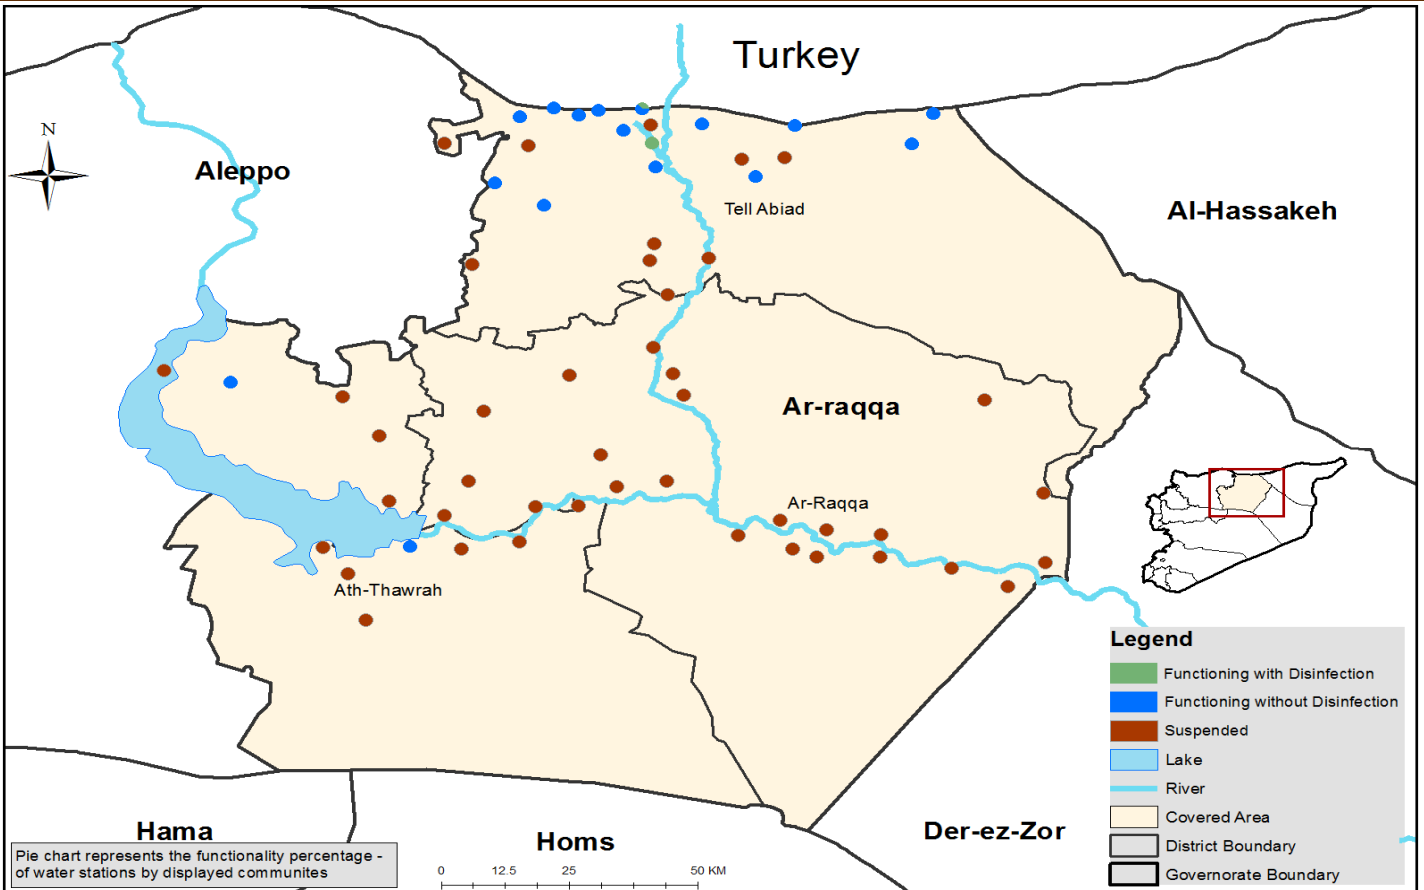 Turkey
N
Aleppo
Al-Hassakeh
Tell Abiad
Ar-raqqa
Ar-Raqqa
Ath-Thawrah
Hama
Homs
Der-ez-Zor
Pie chart represents the functionality percentage -
of water stations by displayed communites
0 12.5 25 50 KM
Legend
Functioning with Disinfection
Functioning without Disinfection
Suspended
Lake
River
Covered Area
District Boundary
Governorate Boundary